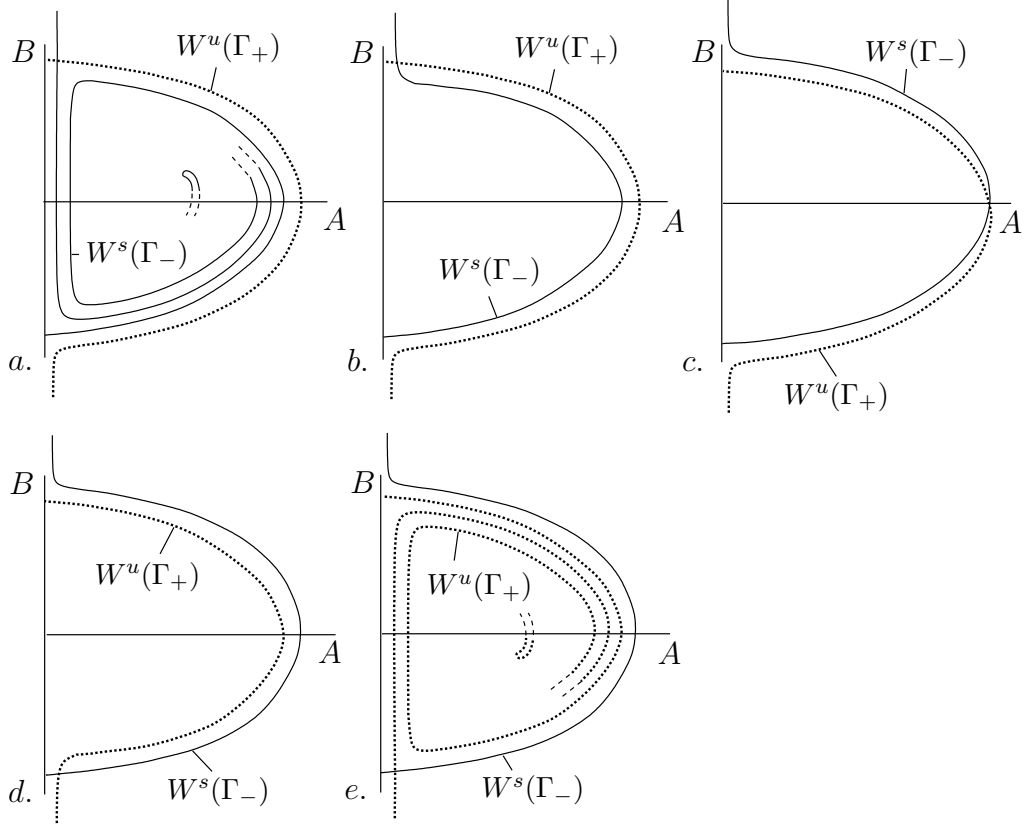 B W^u(Γ_+) A W^s(Γ_−) a.
B W^u(Γ_+) A W^s(Γ_−) b.
W^s(Γ_−) B A W^u(Γ_+) c.
B W^u(Γ_+) A W^s(Γ_−) d.
B W^u(Γ_+) A W^s(Γ_−) e.